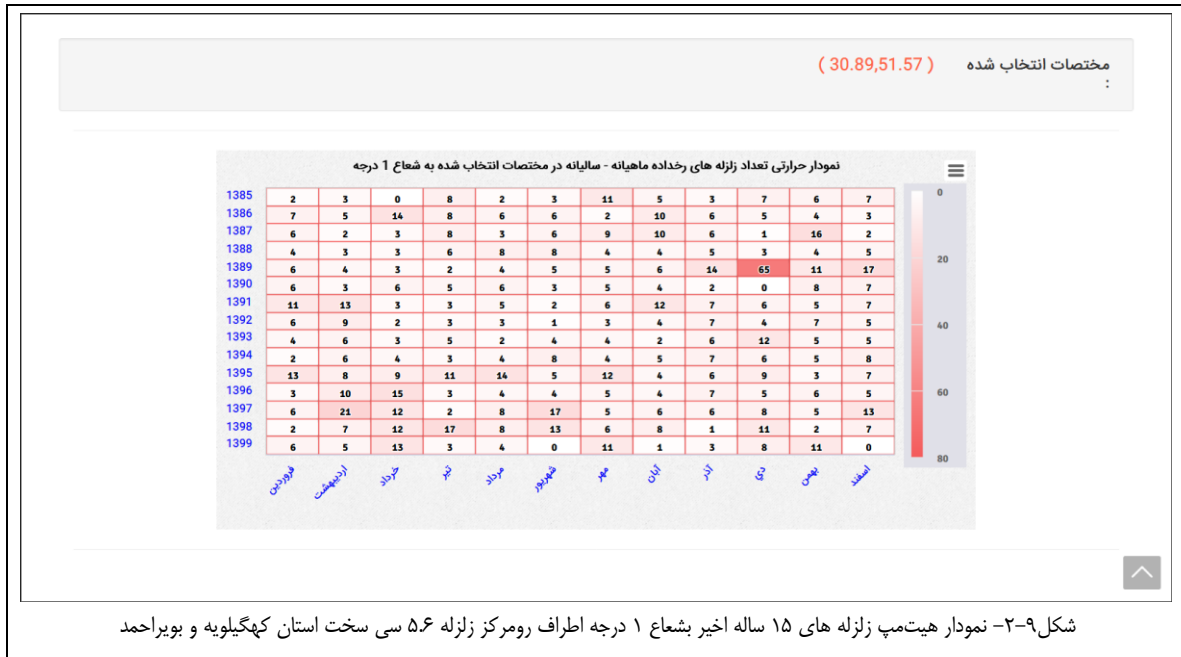 مختصات انتخاب شده ( 30.89,51.57 )
:
نمودار حرارتی تعداد زلزله های رخداده ماهیانه - سالیانه در مختصات انتخاب شده به شعاع 1 درجه
1385 2 3 0 8 2 3 11 5 3 7 6 7
1386 7 5 14 8 6 6 2 10 6 5 4 3
1387 6 2 3 8 3 6 9 10 6 1 16 2
1388 4 3 3 6 8 8 4 4 5 3 4 5
1389 6 4 3 2 4 5 5 6 14 65 11 17
1390 6 3 6 5 6 3 5 4 2 0 8 7
1391 11 13 3 3 5 2 6 12 7 6 5 7
1392 6 9 2 3 3 1 3 4 7 4 7 5
1393 4 6 3 5 2 4 4 2 6 12 5 5
1394 2 6 4 3 4 8 4 5 7 6 5 8
1395 13 8 9 11 14 5 12 4 6 9 3 7
1396 3 10 15 3 4 4 5 4 7 5 6 5
1397 6 21 12 2 8 17 5 6 6 8 5 13
1398 2 7 12 17 8 13 6 8 1 11 2 7
1399 6 5 13 3 4 0 11 1 3 8 11 0
فروردین اردیبهشت خرداد تیر مرداد شهریور مهر آبان آذر دي بهمن اسفند
0
20
40
60
80
شکل۹-۲- نمودار هیت‌مپ زلزله های ۱۵ ساله اخیر بشعاع ۱ درجه اطراف رومرکز زلزله ۵.۶ سی سخت استان کهگیلویه و بویراحمد